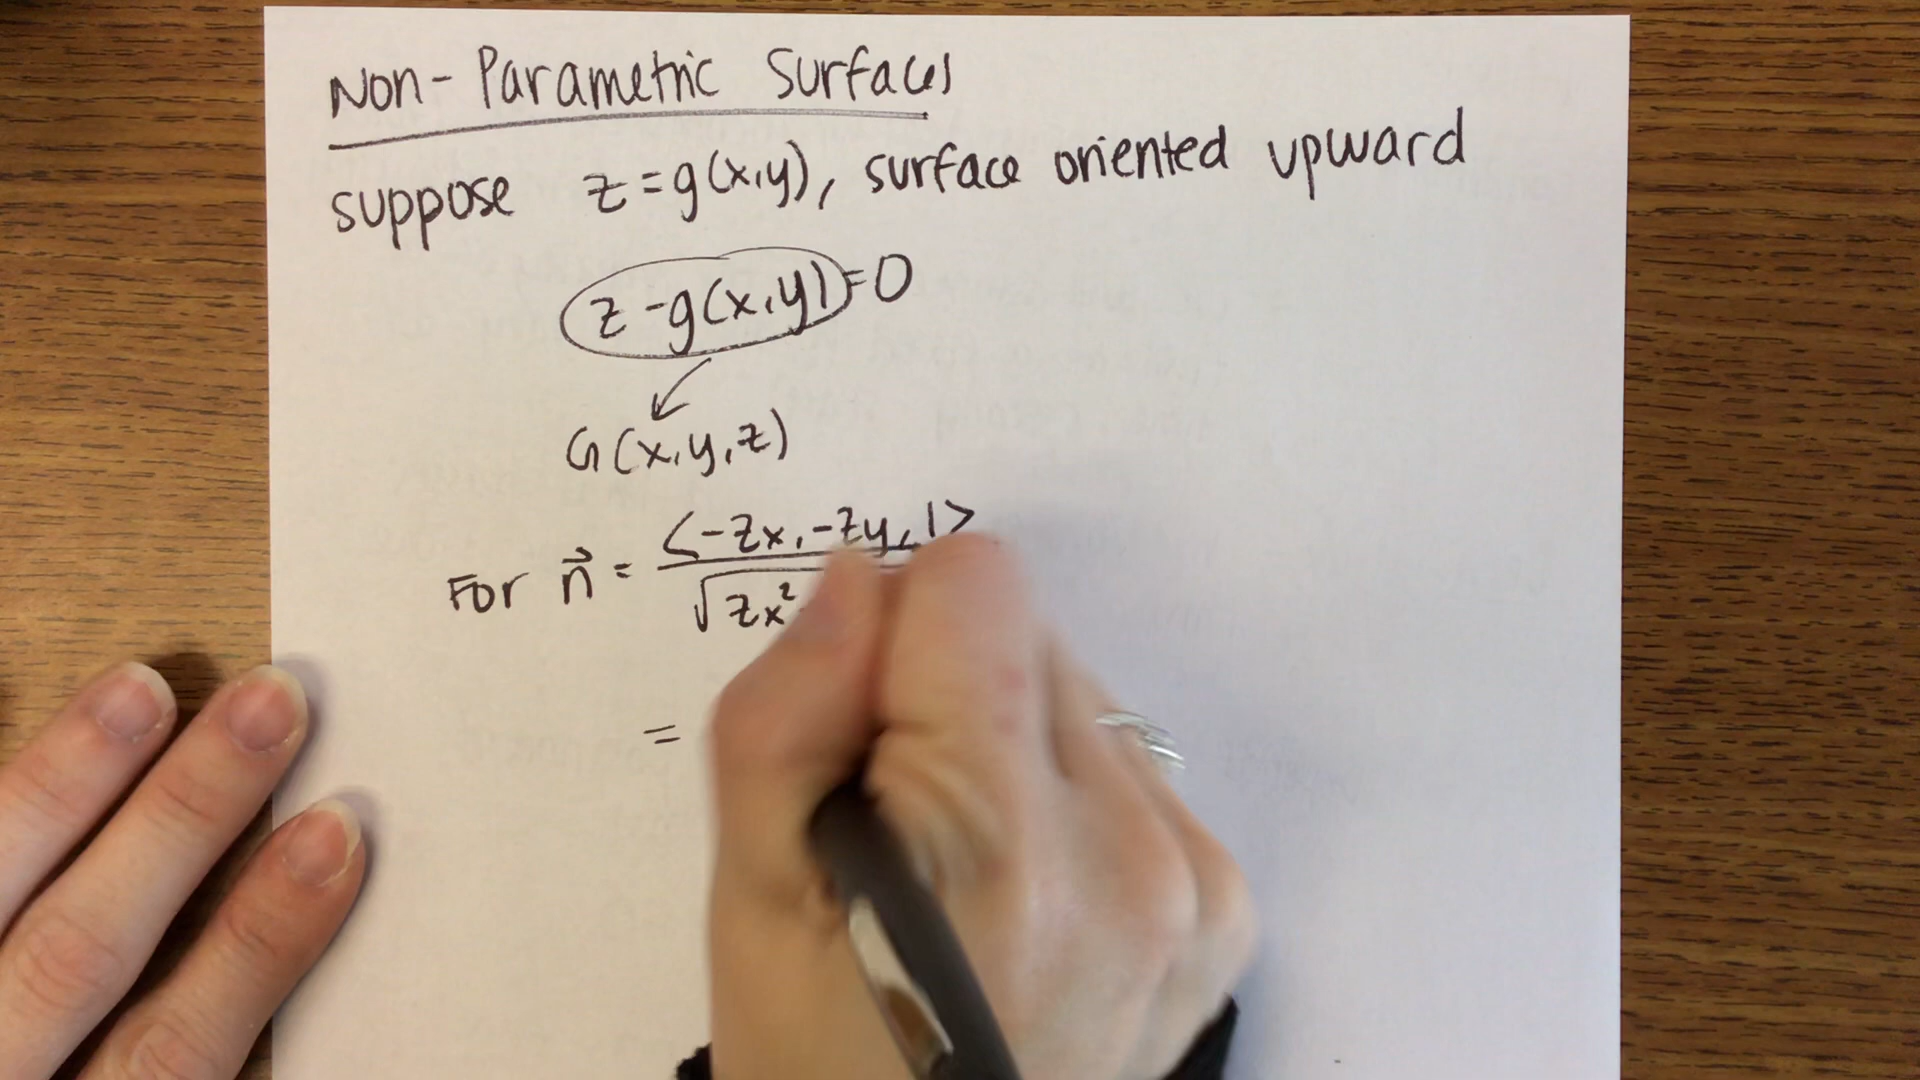 Non-Parametric Surfaces
suppose z=g(x,y), surface oriented upward
z-g(x,y)=0
G(x,y,z)
For n⃗ = <-zx,-zy,1>
√zx²
=